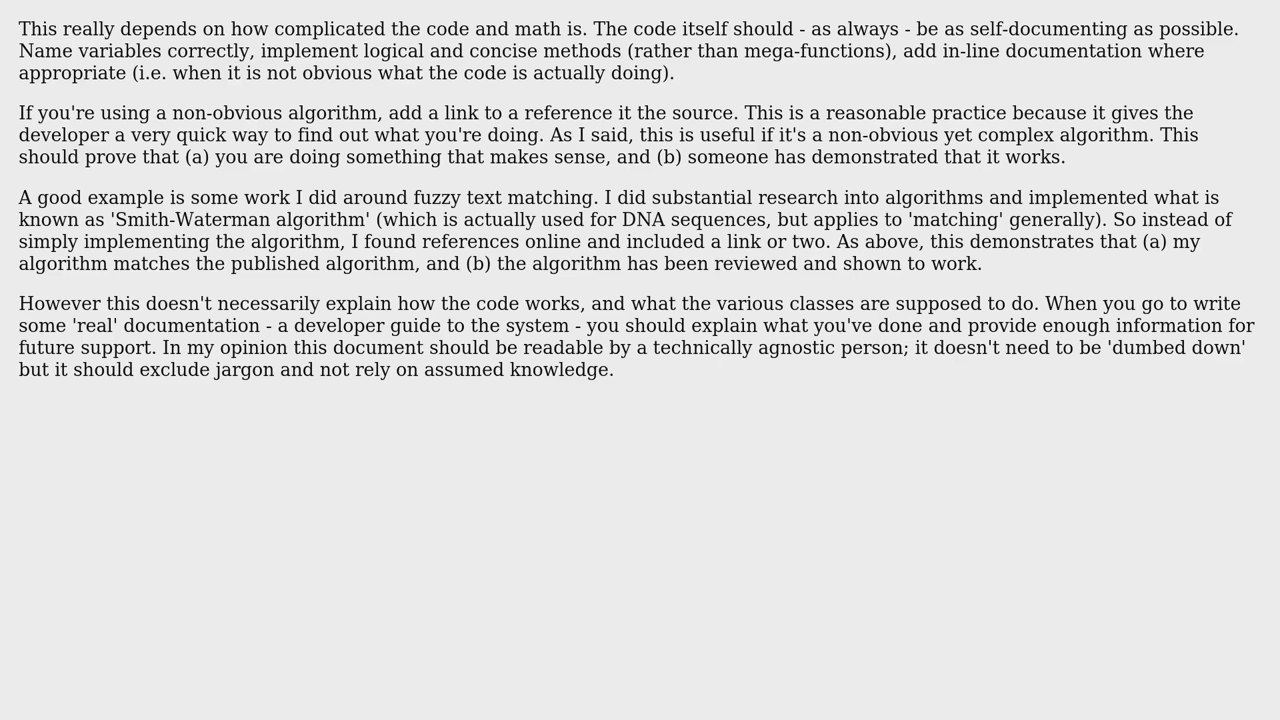 This really depends on how complicated the code and math is. The code itself should - as always - be as self-documenting as possible.
Name variables correctly, implement logical and concise methods (rather than mega-functions), add in-line documentation where
appropriate (i.e. when it is not obvious what the code is actually doing).
If you're using a non-obvious algorithm, add a link to a reference it the source. This is a reasonable practice because it gives the
developer a very quick way to find out what you're doing. As I said, this is useful if it's a non-obvious yet complex algorithm. This
should prove that (a) you are doing something that makes sense, and (b) someone has demonstrated that it works.
A good example is some work I did around fuzzy text matching. I did substantial research into algorithms and implemented what is
known as 'Smith-Waterman algorithm' (which is actually used for DNA sequences, but applies to 'matching' generally). So instead of
simply implementing the algorithm, I found references online and included a link or two. As above, this demonstrates that (a) my
algorithm matches the published algorithm, and (b) the algorithm has been reviewed and shown to work.
However this doesn't necessarily explain how the code works, and what the various classes are supposed to do. When you go to write
some 'real' documentation - a developer guide to the system - you should explain what you've done and provide enough information for
future support. In my opinion this document should be readable by a technically agnostic person; it doesn't need to be 'dumbed down'
but it should exclude jargon and not rely on assumed knowledge.